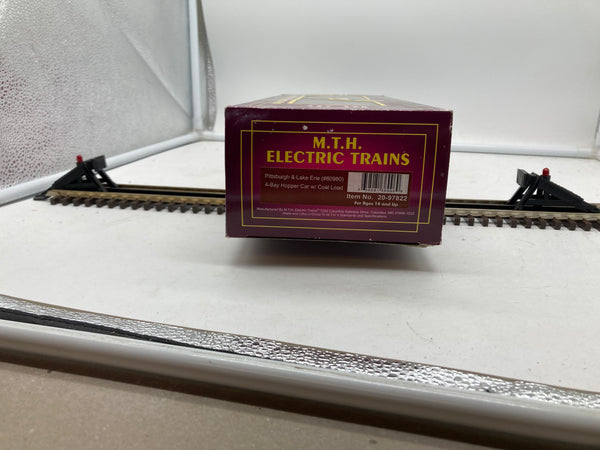 M.T.H.
ELECTRIC TRAINS
Pittsburgh & Lake Erie (#60980)
4-Bay Hopper Car w/ Coal Load
Item No. 20-97822
For Ages 14 and Up